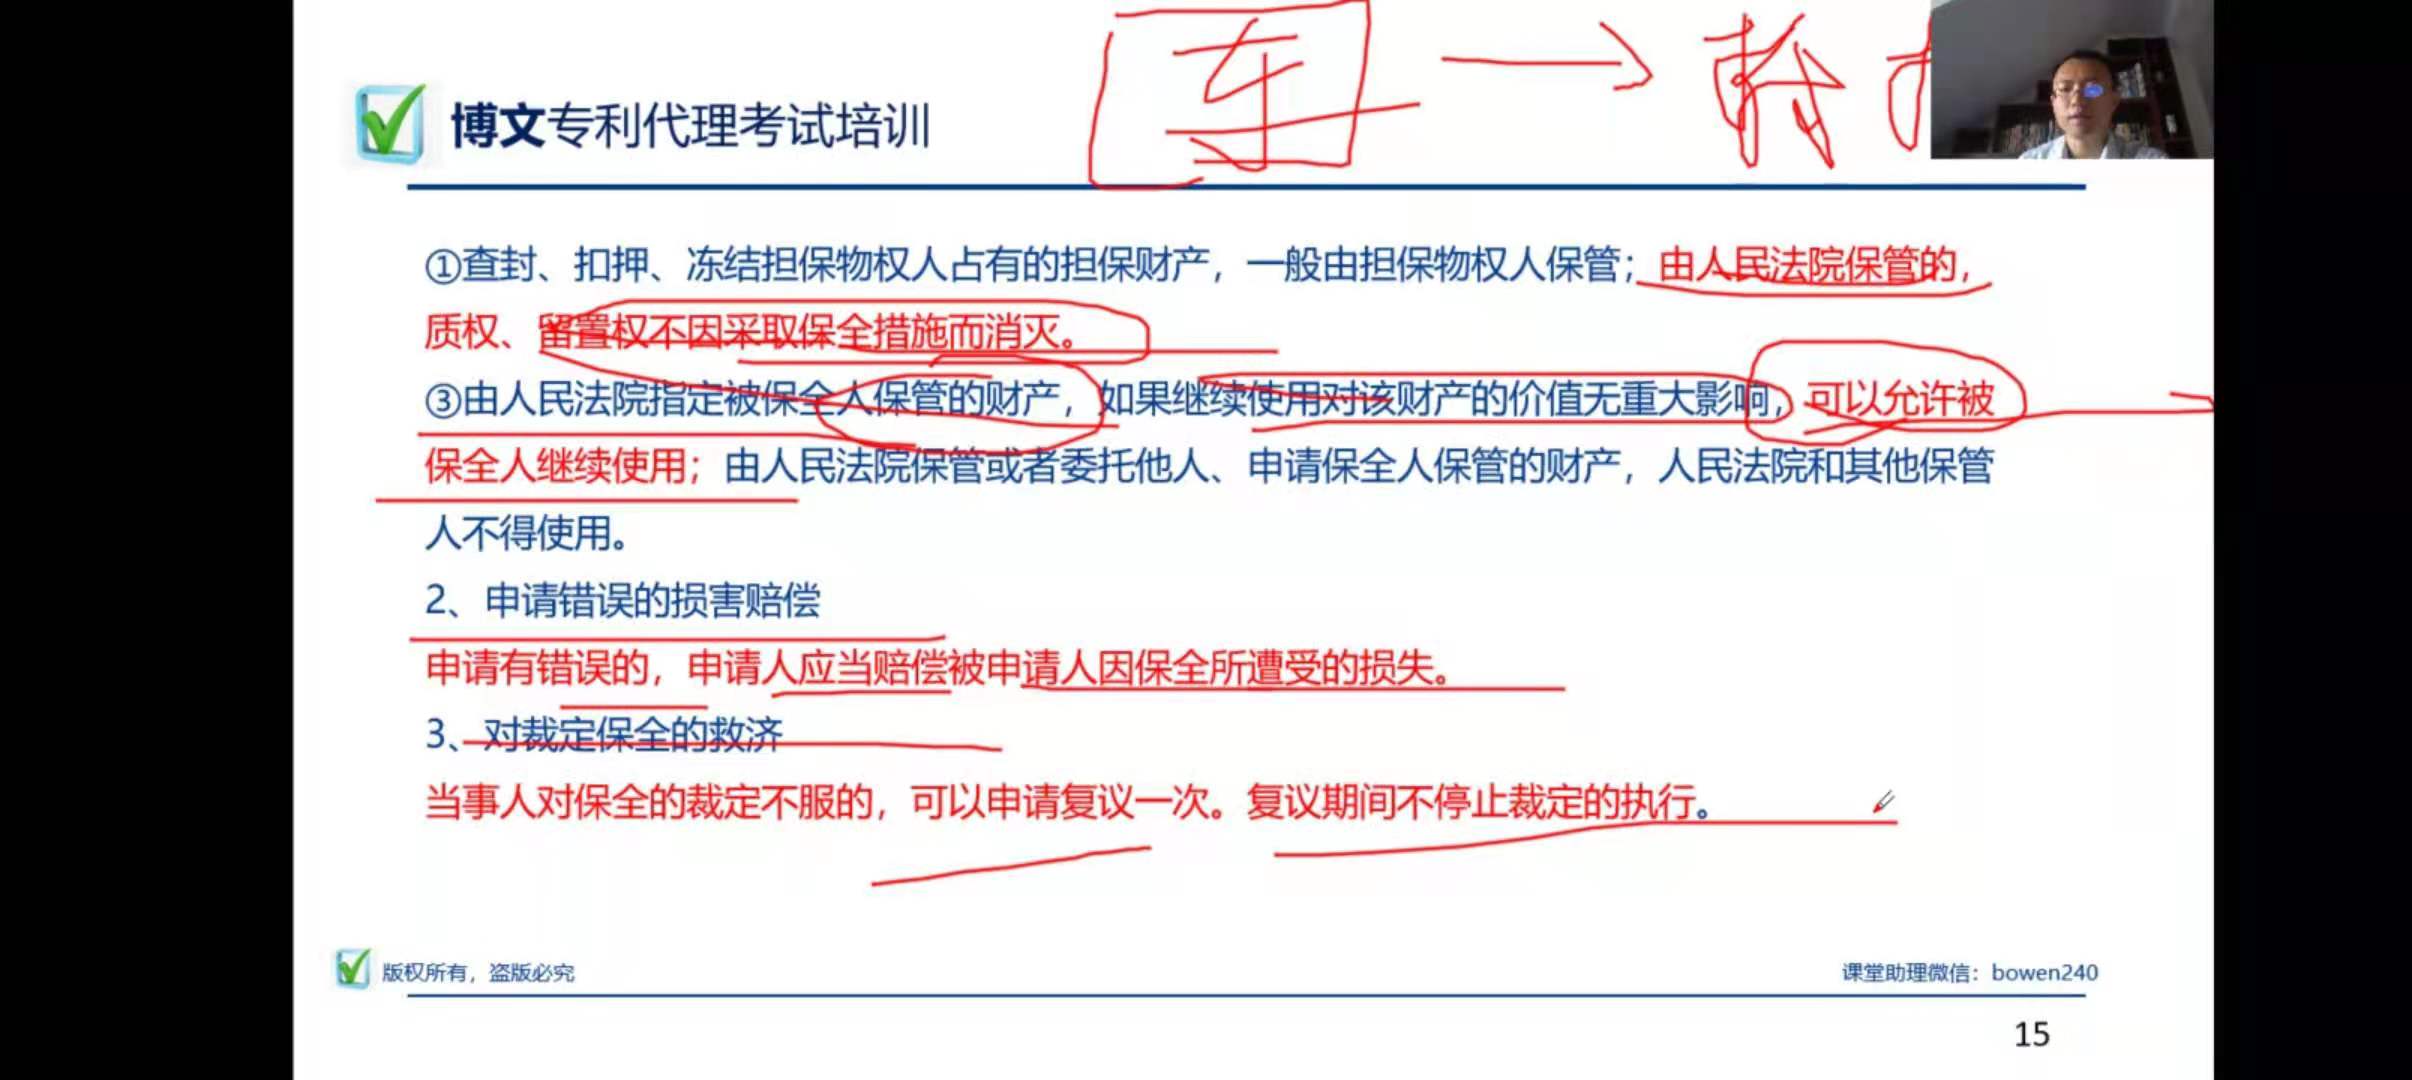 车 →
博文专利代理考试培训
①查封、扣押、冻结担保物权人占有的担保财产，一般由担保物权人保管；由人民法院保管的，
质权、留置权不因采取保全措施而消灭。
③由人民法院指定被保全人保管的财产，如果继续使用对该财产的价值无重大影响，可以允许被
保全人继续使用；由人民法院保管或者委托他人、申请保全人保管的财产，人民法院和其他保管
人不得使用。
2、申请错误的损害赔偿
申请有错误的，申请人应当赔偿被申请人因保全所遭受的损失。
3、对裁定保全的救济
当事人对保全的裁定不服的，可以申请复议一次。复议期间不停止裁定的执行。
版权所有，盗版必究
课堂助理微信：bowen240
15